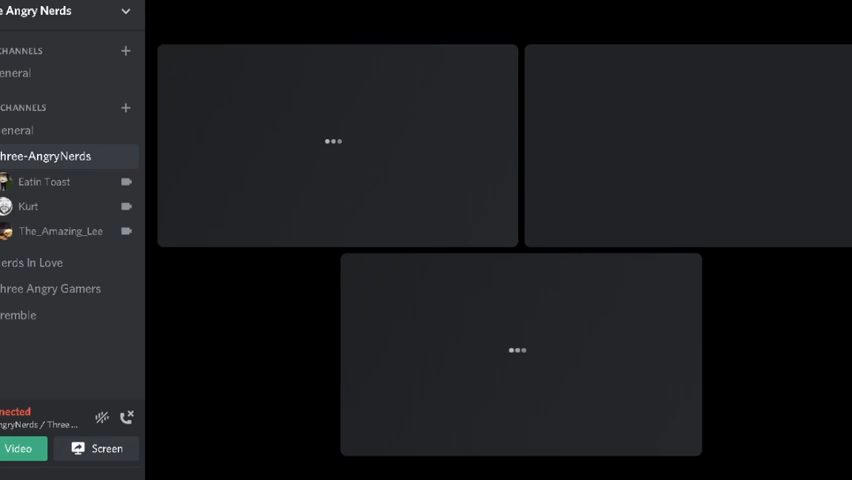 e Angry Nerds
CHANNELS
eneral
CHANNELS
eneral
hree-AngryNerds
Eatin Toast
Kurt
The_Amazing_Lee
erds In Love
hree Angry Gamers
remble
nected
ngryNerds / Three ...
Video
Screen